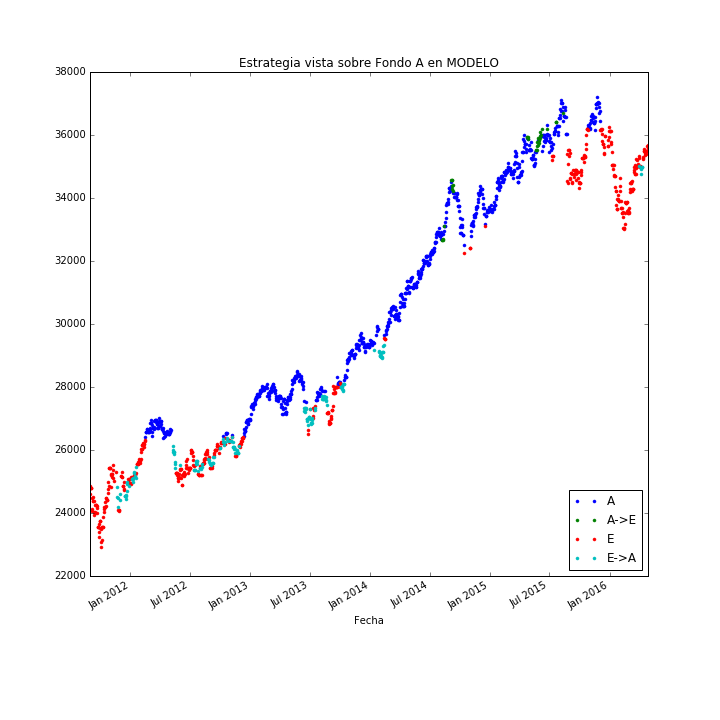 Estrategia vista sobre Fondo A en MODELO
38000
36000
34000
32000
30000
28000
26000
24000
22000
A
A->E
E
E->A
Jan 2012
Jul 2012
Jan 2013
Jul 2013
Jan 2014
Jul 2014
Jan 2015
Jul 2015
Jan 2016
Fecha